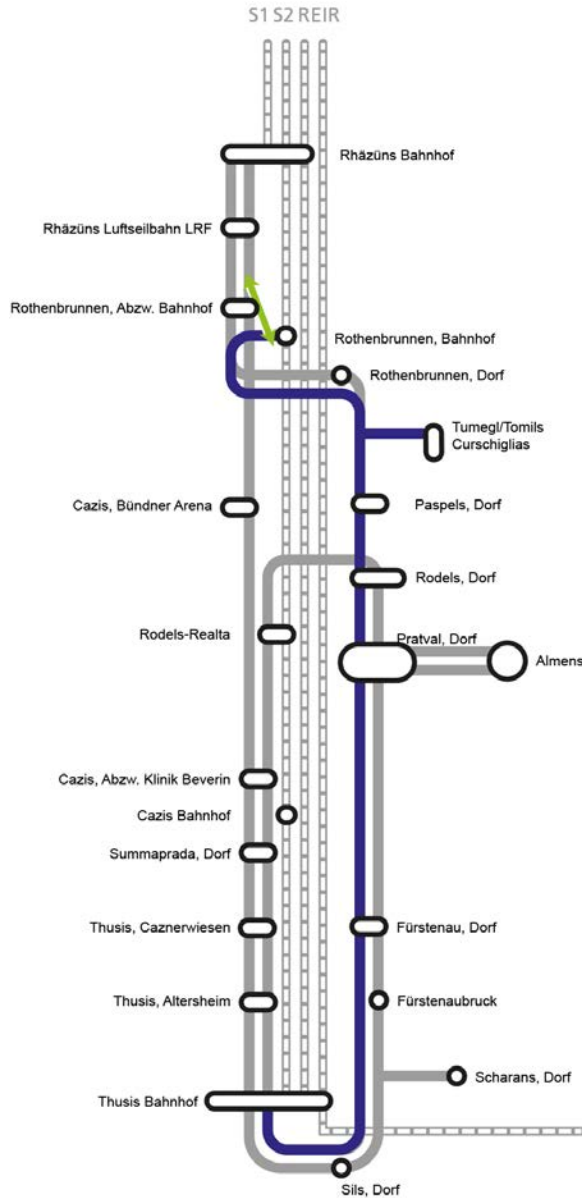 S1 S2 RE IR
Rhäzüns Bahnhof
Rhäzüns Luftseilbahn LRF
Rothenbrunnen, Abzw. Bahnhof
Rothenbrunnen, Bahnhof
Rothenbrunnen, Dorf
Tumegl/Tomils
Curschiglias
Cazis, Bündner Arena
Paspels, Dorf
Rodels, Dorf
Rodels-Realta
Pratval, Dorf
Almens
Cazis, Abzw. Klinik Beverin
Cazis Bahnhof
Summaprada, Dorf
Thusis, Caznerwiesen
Fürstenau, Dorf
Thusis, Altersheim
Fürstenaubruck
Scharans, Dorf
Thusis Bahnhof
Sils, Dorf